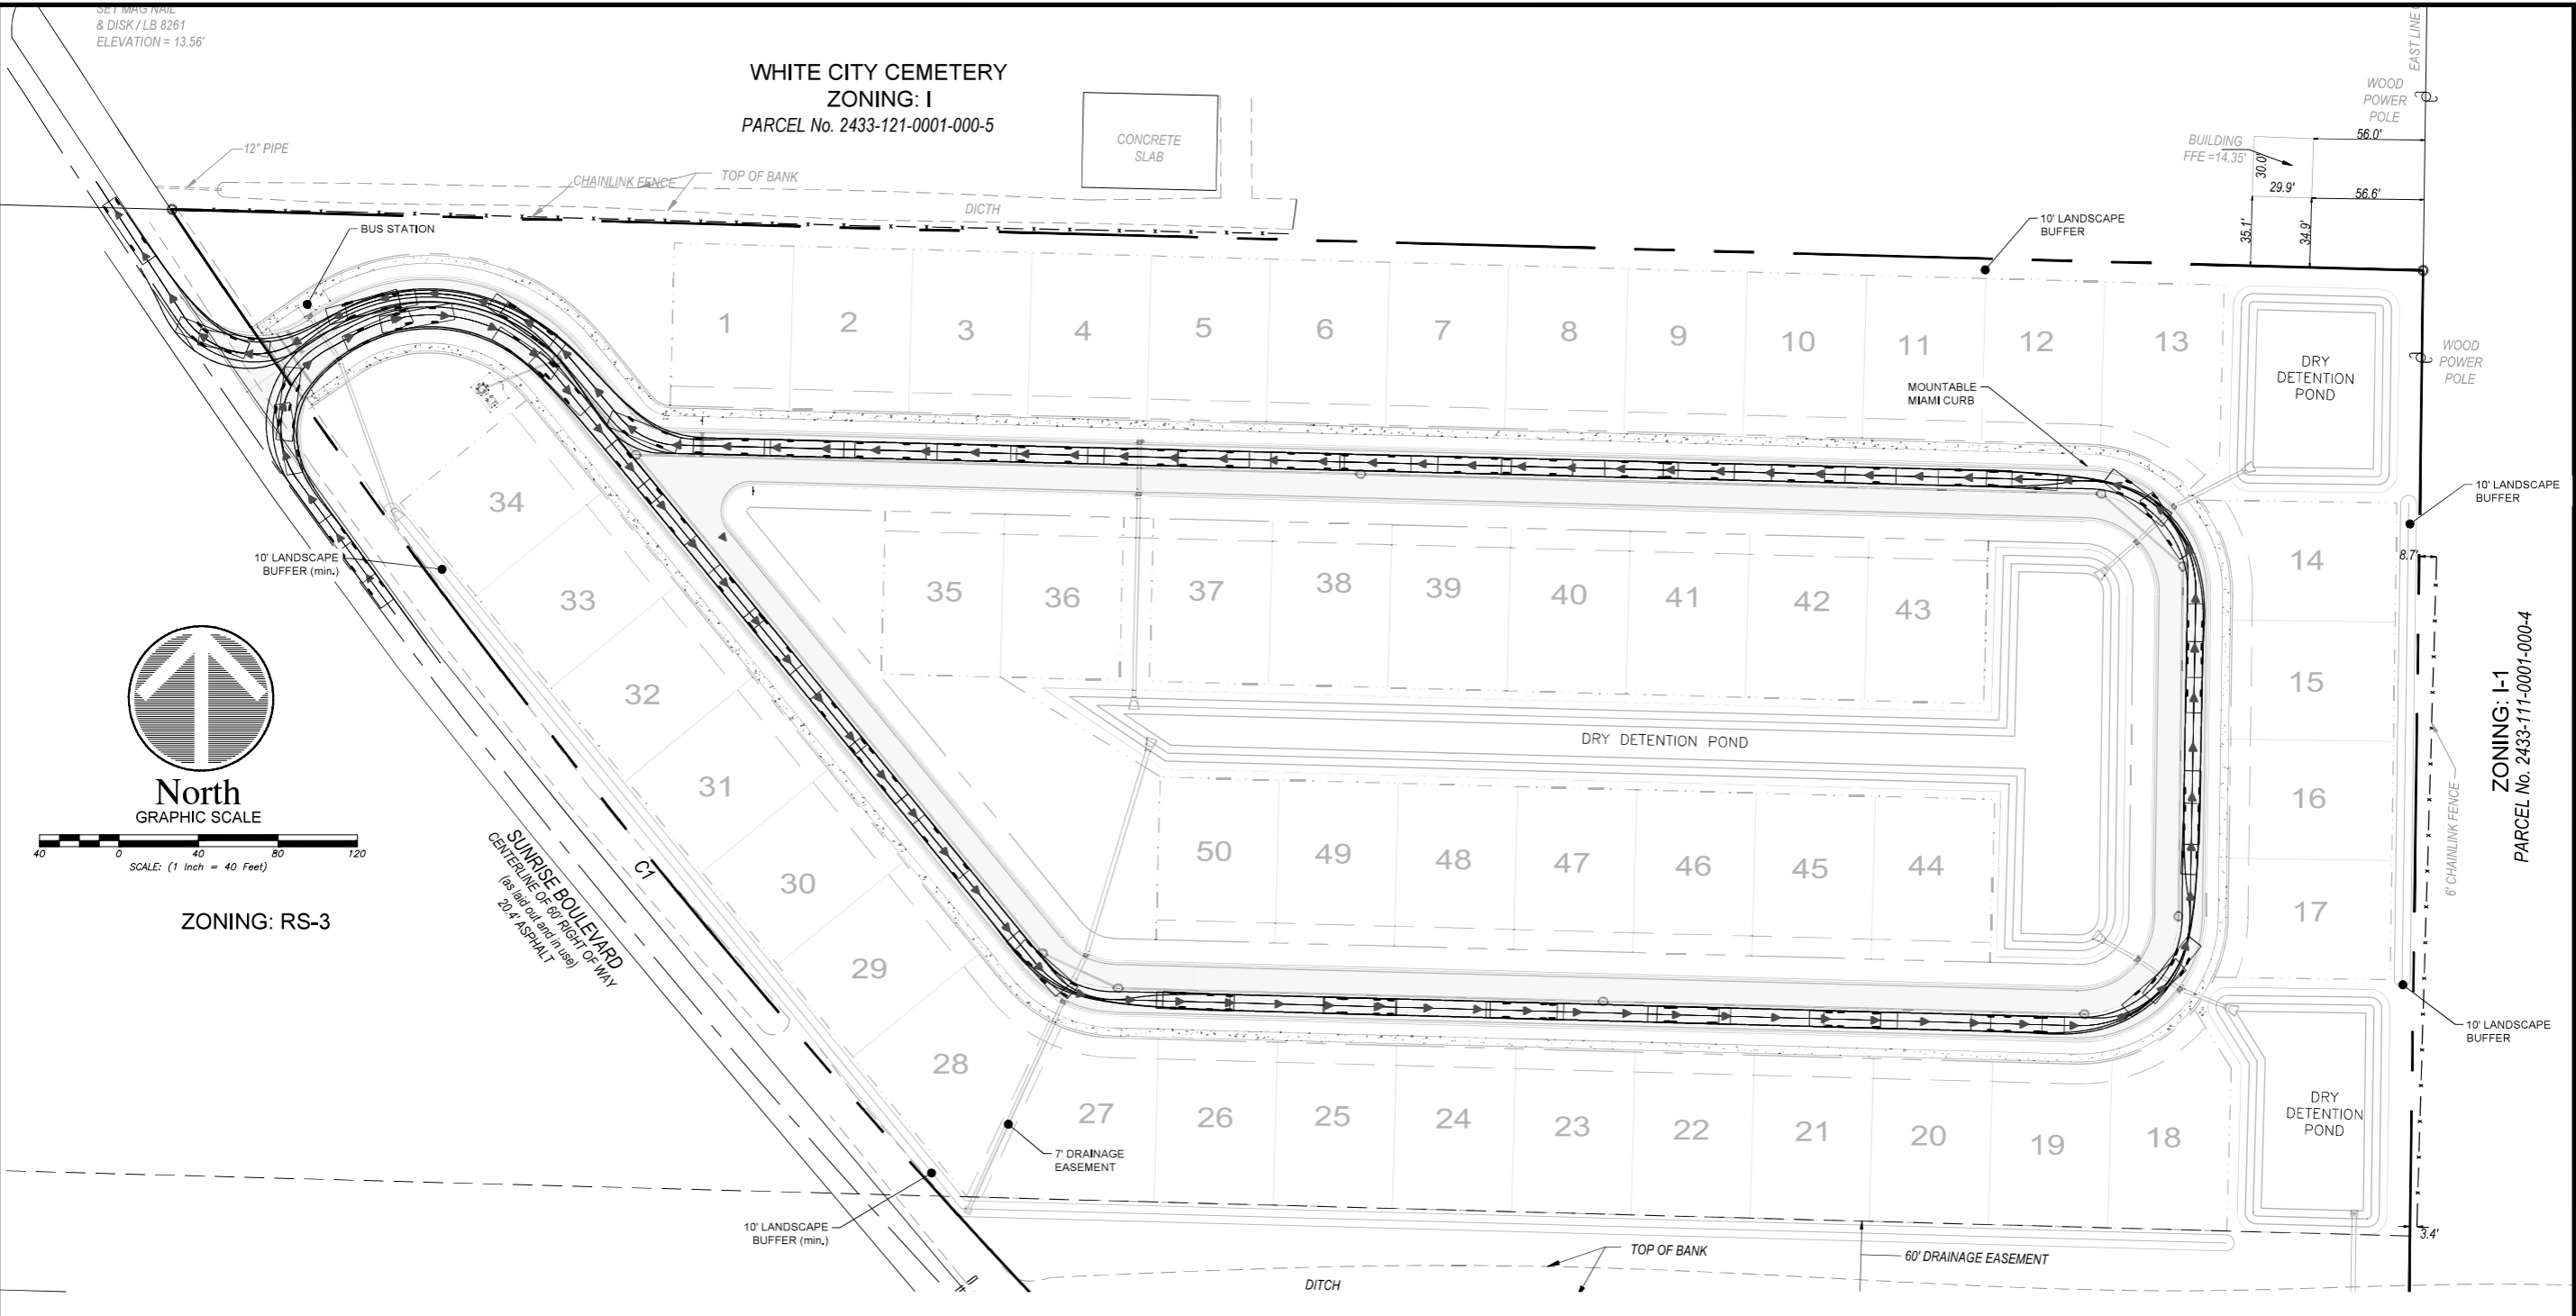 SET MAG NAIL
& DISK / LB 8261
ELEVATION = 13.56'
WHITE CITY CEMETERY
ZONING: I
PARCEL No. 2433-121-0001-000-5
CONCRETE
SLAB
12" PIPE
CHAINLINK FENCE
TOP OF BANK
DICTH
BUS STATION
EAST LINE
WOOD
POWER
POLE
BUILDING
FFE =14.35'
56.0'
30.0'
29.9'
56.6'
35.1'
34.9'
10' LANDSCAPE
BUFFER
1
2
3
4
5
6
7
8
9
10
11
12
13
DRY
DETENTION
POND
WOOD
POWER
POLE
MOUNTABLE
MIAMI CURB
10' LANDSCAPE
BUFFER
8.7'
34
33
32
31
30
29
28
10' LANDSCAPE
BUFFER (min.)
35
36
37
38
39
40
41
42
43
14
15
16
17
DRY DETENTION POND
50
49
48
47
46
45
44
ZONING: I-1
PARCEL No. 2433-111-0001-000-4
6' CHAINLINK FENCE
North
GRAPHIC SCALE
40
0
40
80
120
SCALE: (1 Inch = 40 Feet)
ZONING: RS-3
C1
SUNRISE BOULEVARD
CENTERLINE OF 60' RIGHT OF WAY
(as laid out and in use)
20.4' ASPHALT
10' LANDSCAPE
BUFFER
27
26
25
24
23
22
21
20
19
18
DRY
DETENTION
POND
7' DRAINAGE
EASEMENT
10' LANDSCAPE
BUFFER (min.)
3.4'
TOP OF BANK
60' DRAINAGE EASEMENT
DITCH